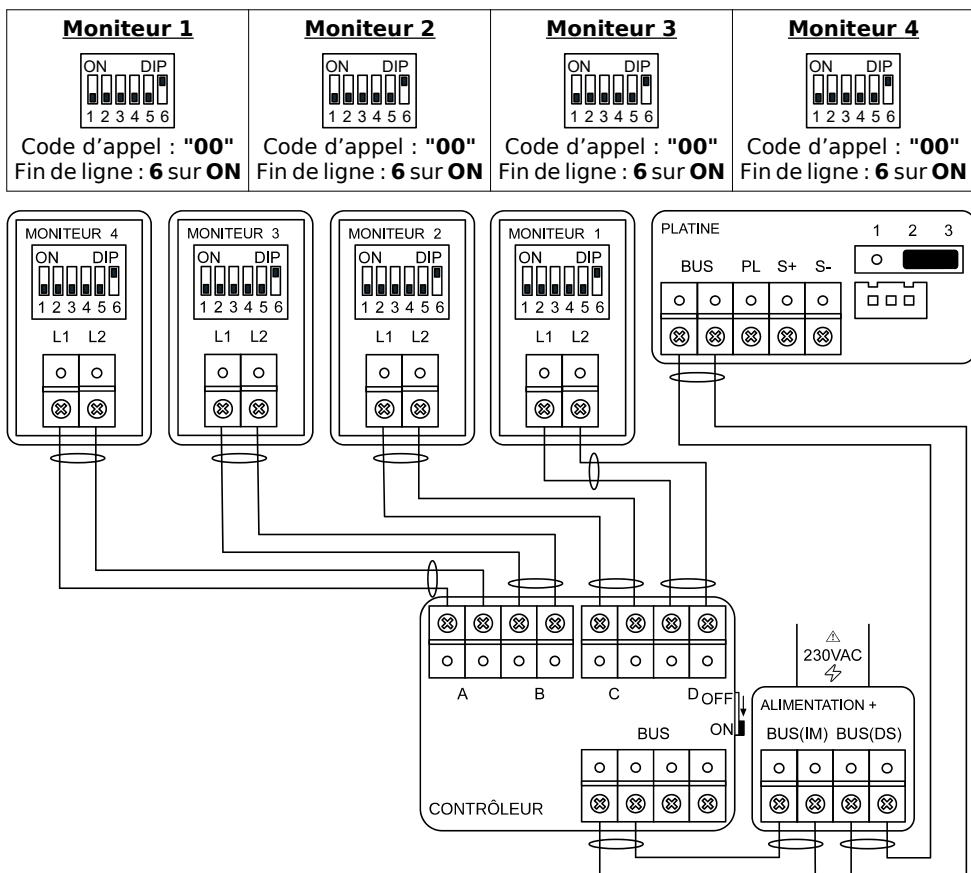 Moniteur 1
ON DIP
1 2 3 4 5 6
Code d’appel : "00"
Fin de ligne : 6 sur ON
Moniteur 2
ON DIP
1 2 3 4 5 6
Code d’appel : "00"
Fin de ligne : 6 sur ON
Moniteur 3
ON DIP
1 2 3 4 5 6
Code d’appel : "00"
Fin de ligne : 6 sur ON
Moniteur 4
ON DIP
1 2 3 4 5 6
Code d’appel : "00"
Fin de ligne : 6 sur ON
MONITEUR 4
ON DIP
1 2 3 4 5 6
L1 L2
MONITEUR 3
ON DIP
1 2 3 4 5 6
L1 L2
MONITEUR 2
ON DIP
1 2 3 4 5 6
L1 L2
MONITEUR 1
ON DIP
1 2 3 4 5 6
L1 L2
PLATINE
1 2 3
BUS PL S+ S-
A B C D
OFF
ON
BUS
CONTRÔLEUR
230VAC
ALIMENTATION +
BUS(IM) BUS(DS)